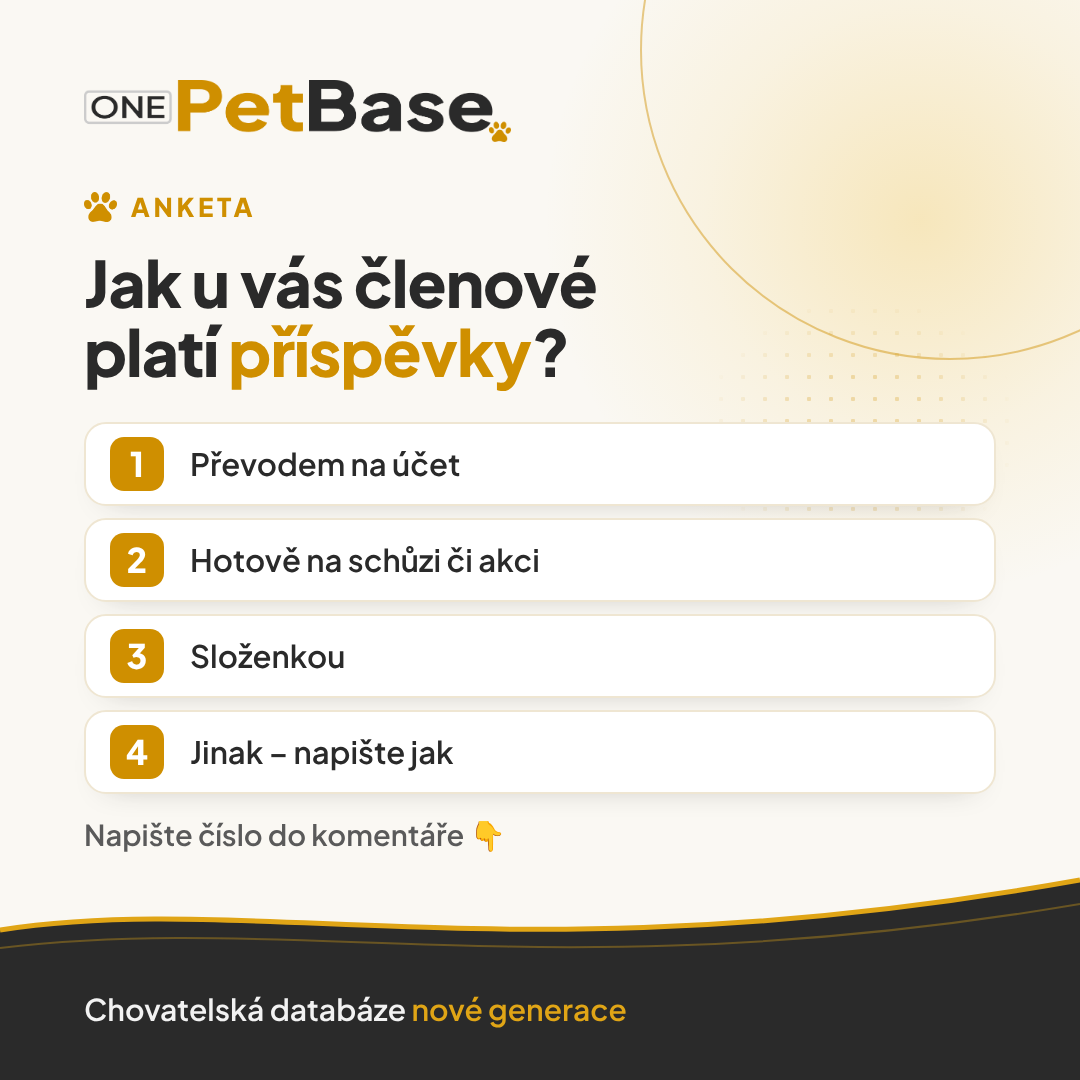 ONE PetBase
ANKETA
Jak u vás členové
platí příspěvky?
1 Převodem na účet
2 Hotově na schůzi či akci
3 Složenkou
4 Jinak – napište jak
Napište číslo do komentáře 👇
Chovatelská databáze nové generace